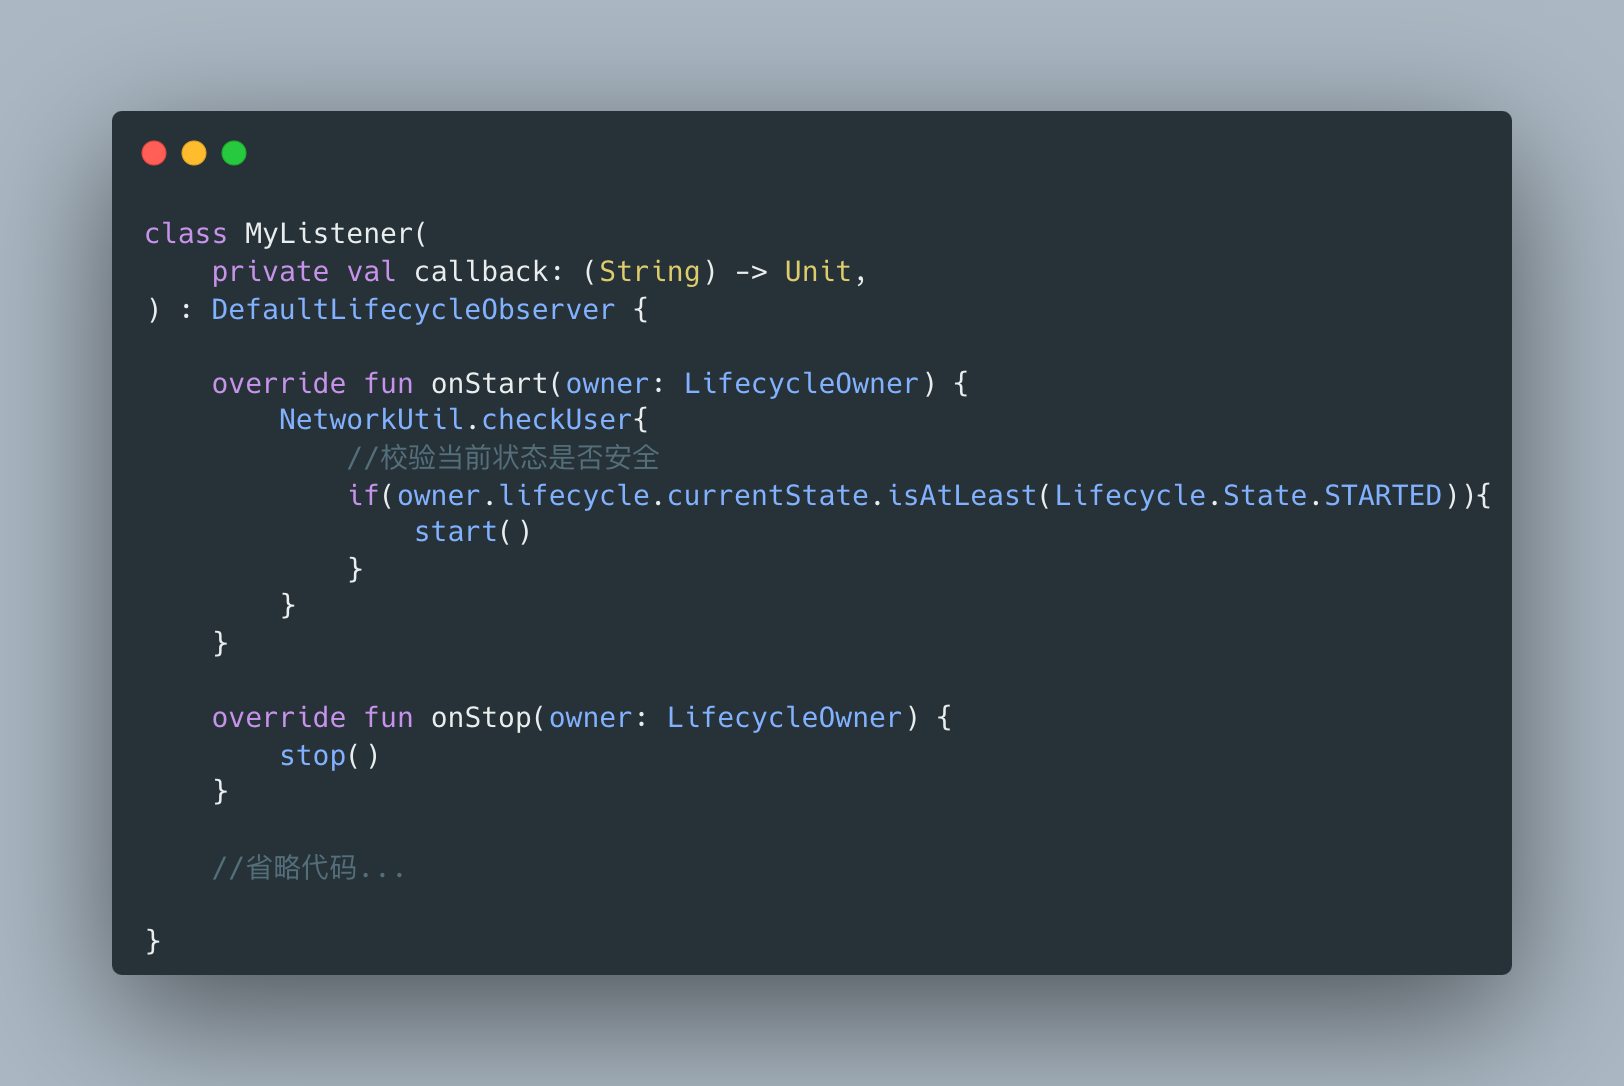 class MyListener(
    private val callback: (String) -> Unit,
) : DefaultLifecycleObserver {
    override fun onStart(owner: LifecycleOwner) {
        NetworkUtil.checkUser{
            //校验当前状态是否安全
            if(owner.lifecycle.currentState.isAtLeast(Lifecycle.State.STARTED)){
                start()
            }
        }
    }
    override fun onStop(owner: LifecycleOwner) {
        stop()
    }
    //省略代码...
}